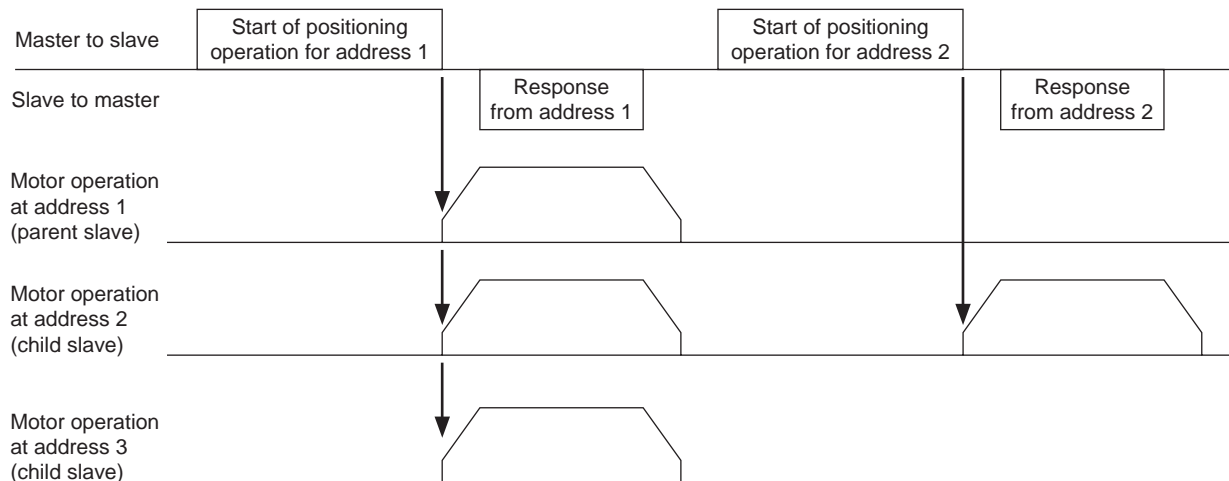 Master to slave
Start of positioning
operation for address 1
Start of positioning
operation for address 2
Slave to master
Response
from address 1
Response
from address 2
Motor operation
at address 1
(parent slave)
Motor operation
at address 2
(child slave)
Motor operation
at address 3
(child slave)